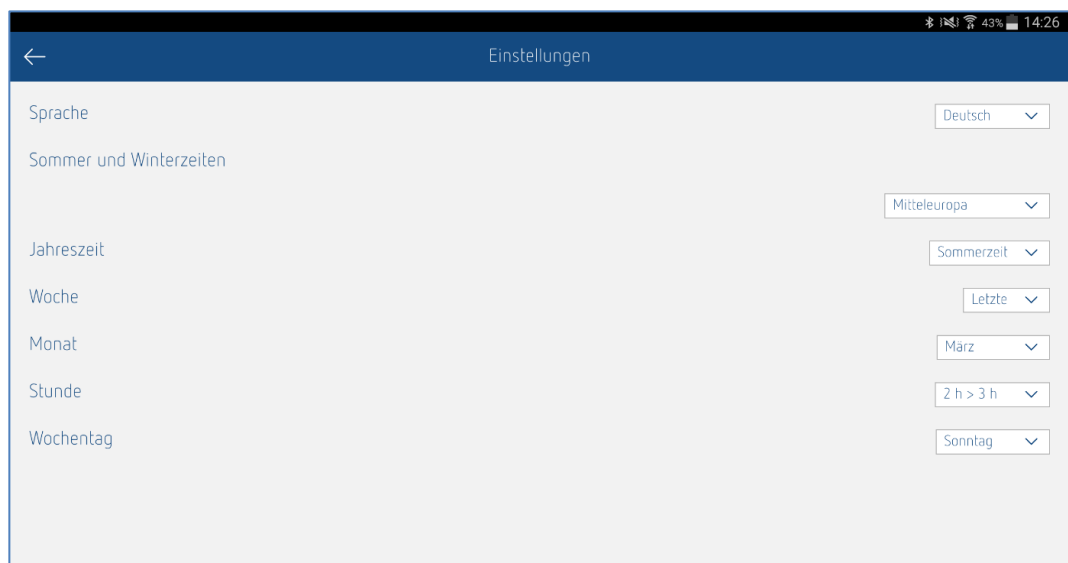 43% 14:26
Einstellungen
Sprache Deutsch
Sommer und Winterzeiten
Mitteleuropa
Jahreszeit Sommerzeit
Woche Letzte
Monat März
Stunde 2 h > 3 h
Wochentag Sonntag